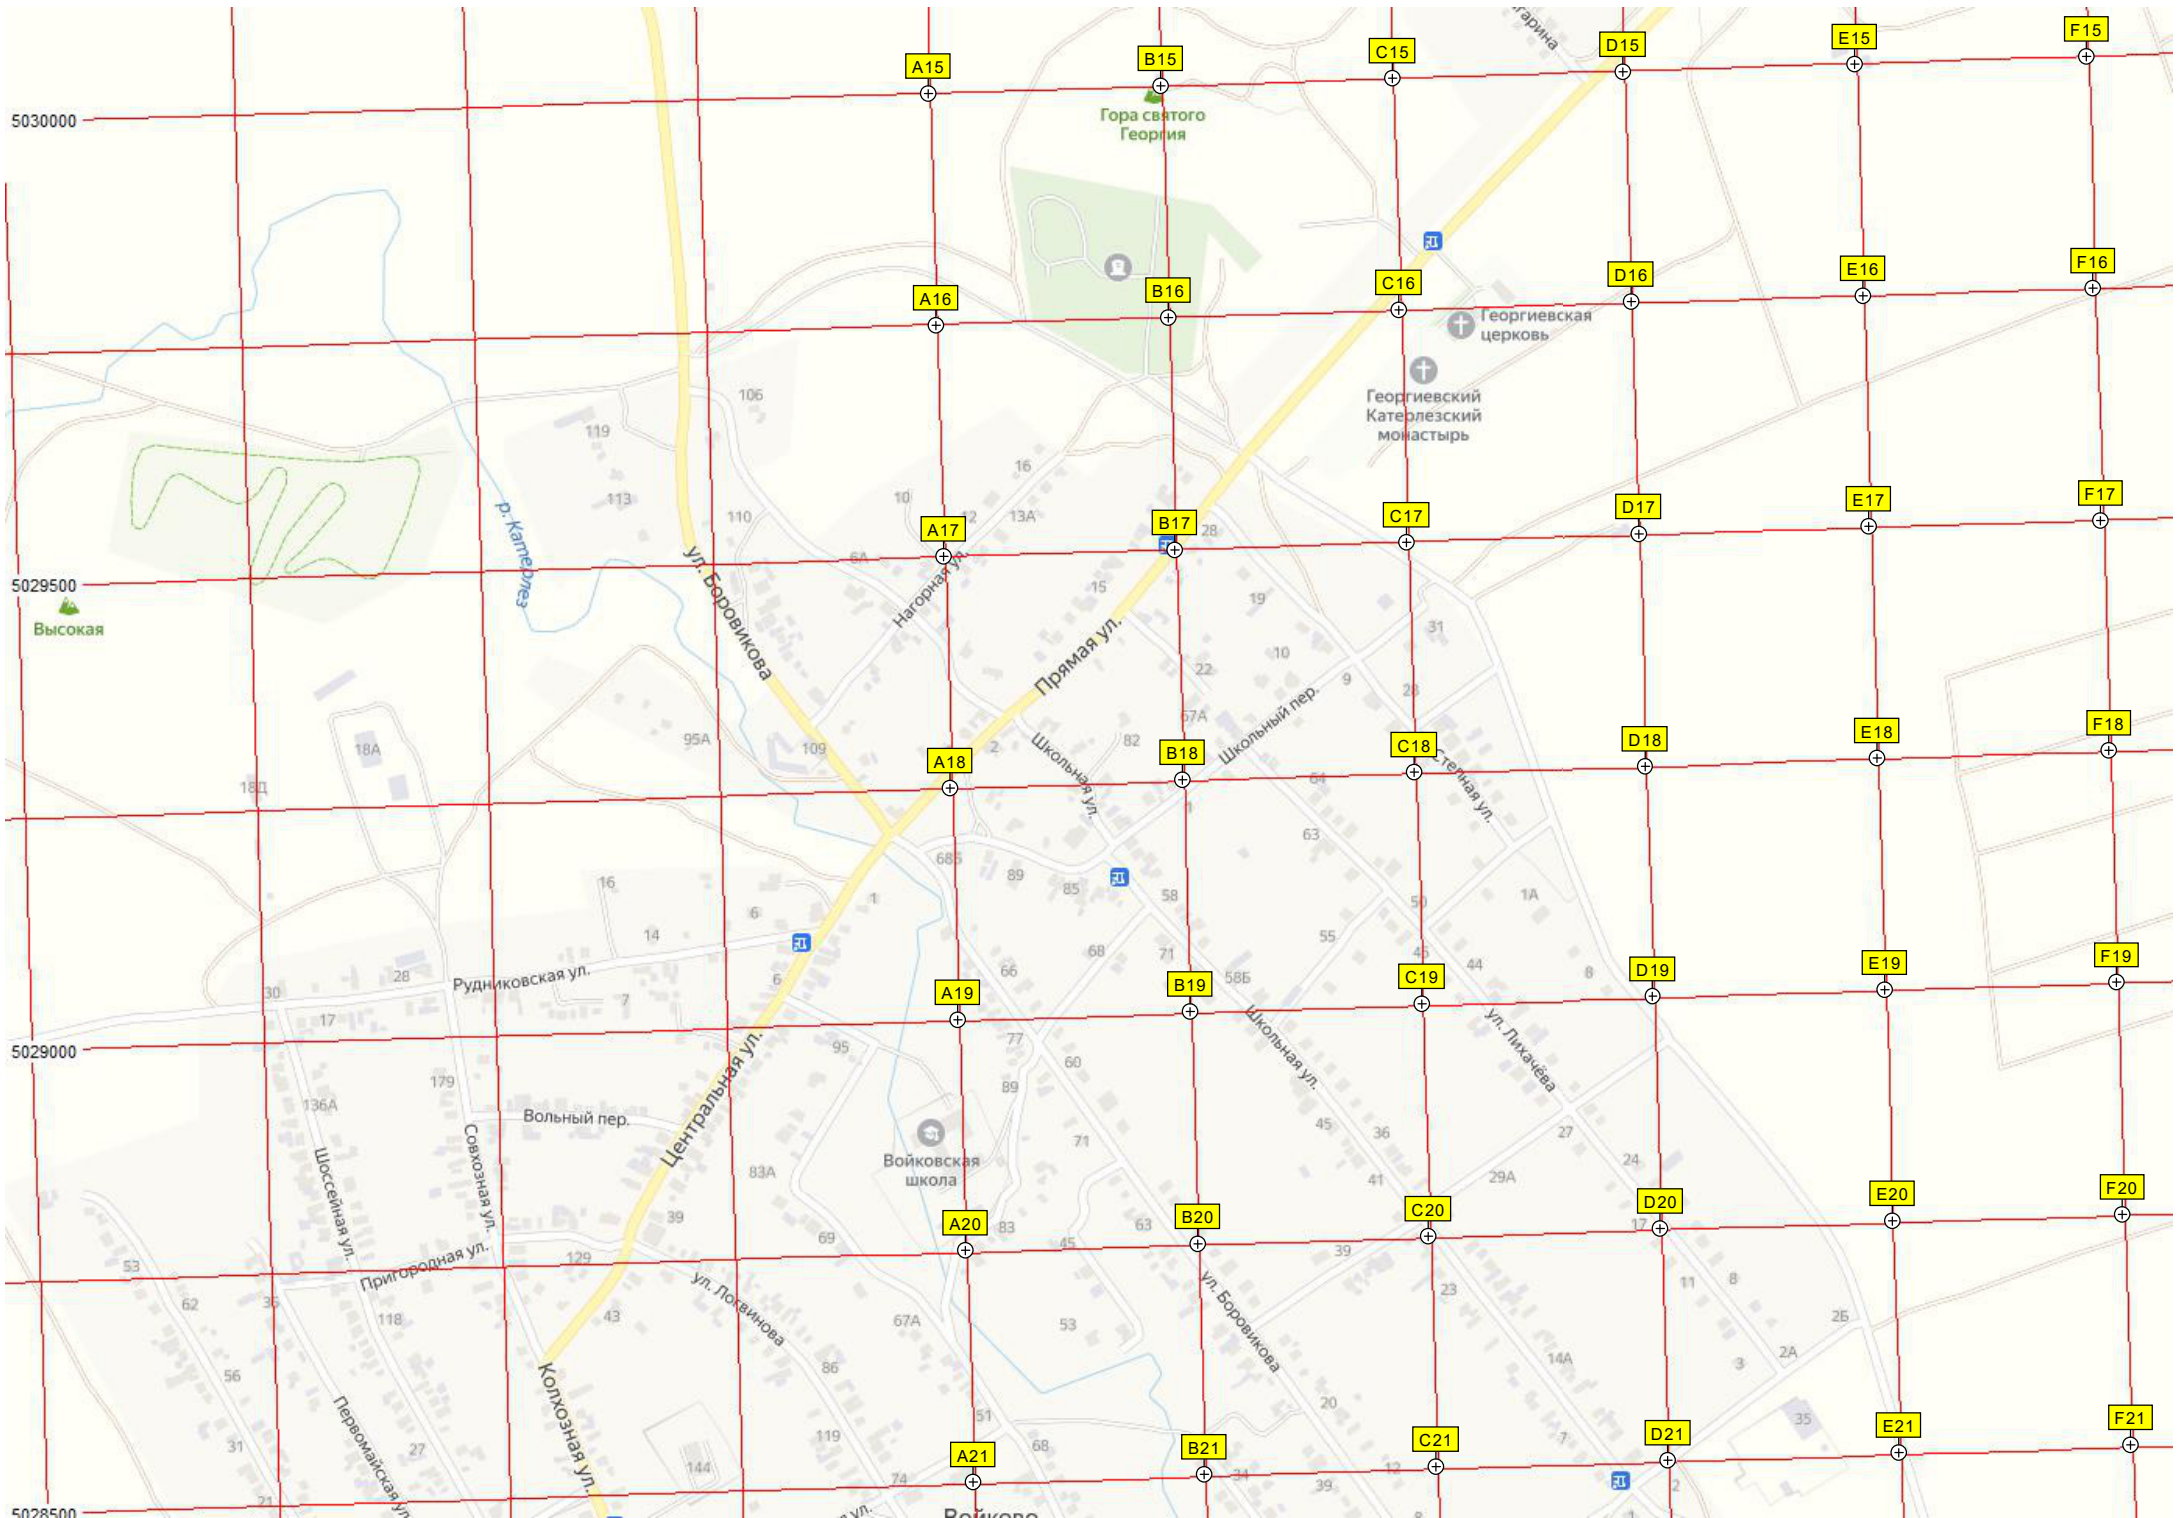 гарина
A15
B15
C15
D15
E15
F15
5030000
Гора святого
Георгия
A16
B16
C16
D16
E16
F16
Георгиевская
церковь
Георгиевский
Катерлезский
монастырь
106
119
113
110
16
10
12
13А
р. Катерлез
A17
B17
C17
D17
E17
F17
28
6А
5029500
Высокая
ул. Боровикова
Нагорная ул.
15
19
31
Прямая ул.
22
10
9
28
67А
Школьный пер.
18А
95А
109
2
82
Школьная ул.
A18
B18
C18
D18
E18
F18
Степная ул.
18Д
64
1
63
68Б
89
85
58
1А
16
6
1
50
14
55
68
71
46
44
66
58Б
8
28
Рудниковская ул.
30
17
7
6
A19
B19
C19
D19
E19
F19
5029000
95
77
60
Школьная ул.
ул. Лихачёва
179
136А
89
Вольный пер.
Центральная ул.
Войковская
школа
71
45
36
27
24
83А
41
29А
Шоссейная ул.
Совхозная ул.
39
83
63
A20
B20
C20
D20
E20
F20
17
69
45
39
53
Пригородная ул.
129
62
36
118
43
ул. Логвинова
67А
53
ул. Боровикова
23
11
8
2Б
56
86
14А
3
2А
Колхозная ул.
Первомайская ул.
20
35
31
27
119
51
68
7
144
74
A21
B21
C21
D21
E21
F21
34
39
12
2
21
5028500
ул.
Войково